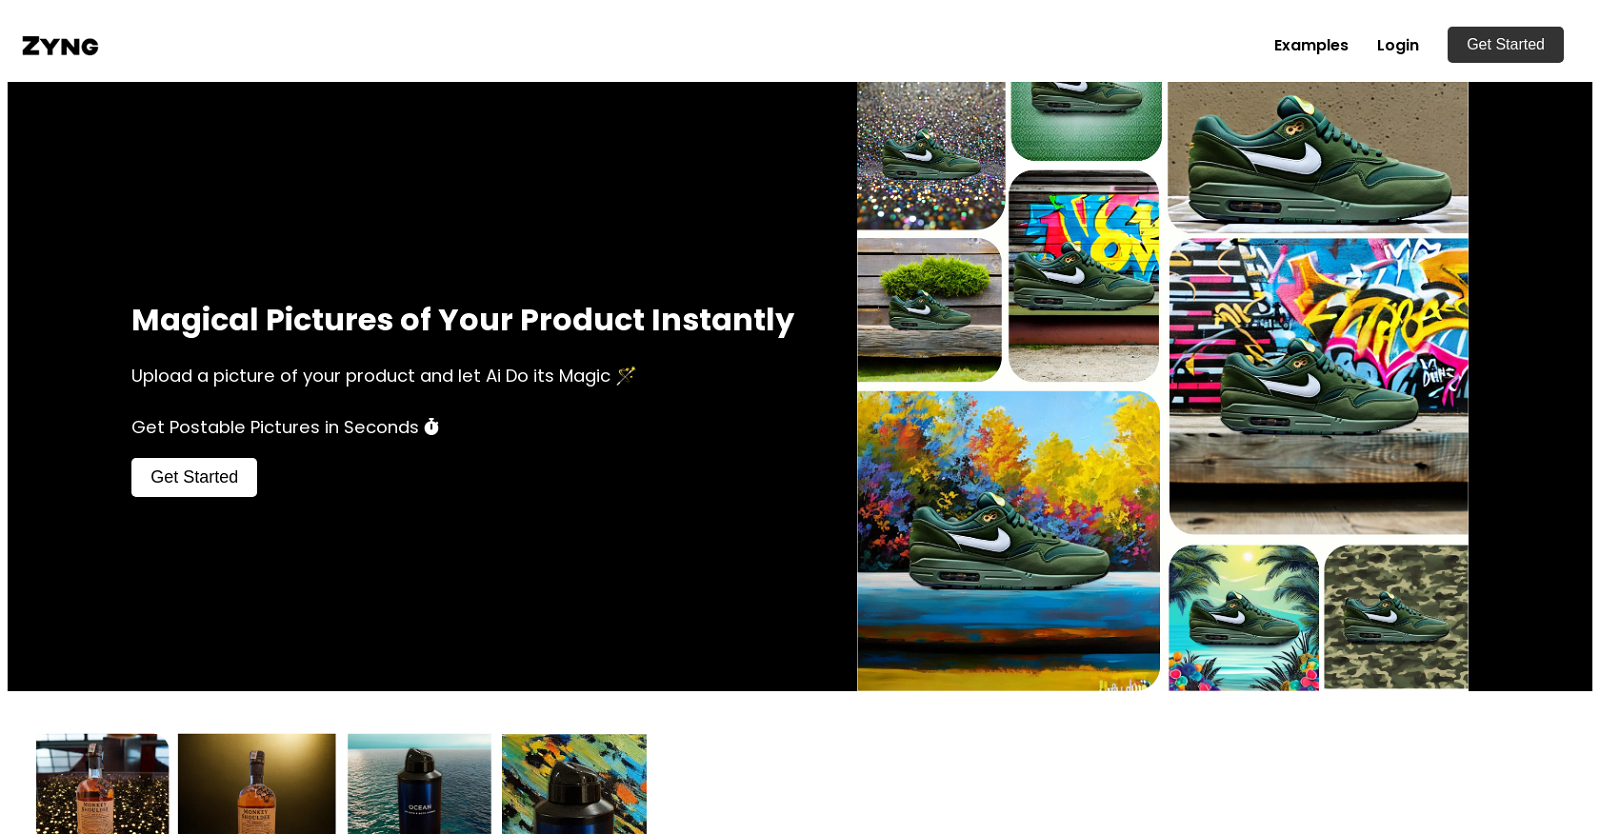 ZYNG
Examples
Login
Get Started
Magical Pictures of Your Product Instantly
Upload a picture of your product and let Ai Do its Magic
Get Postable Pictures in Seconds
Get Started
MONKEY
SHOULDER
MONKEY
SHOULDER
OCEAN